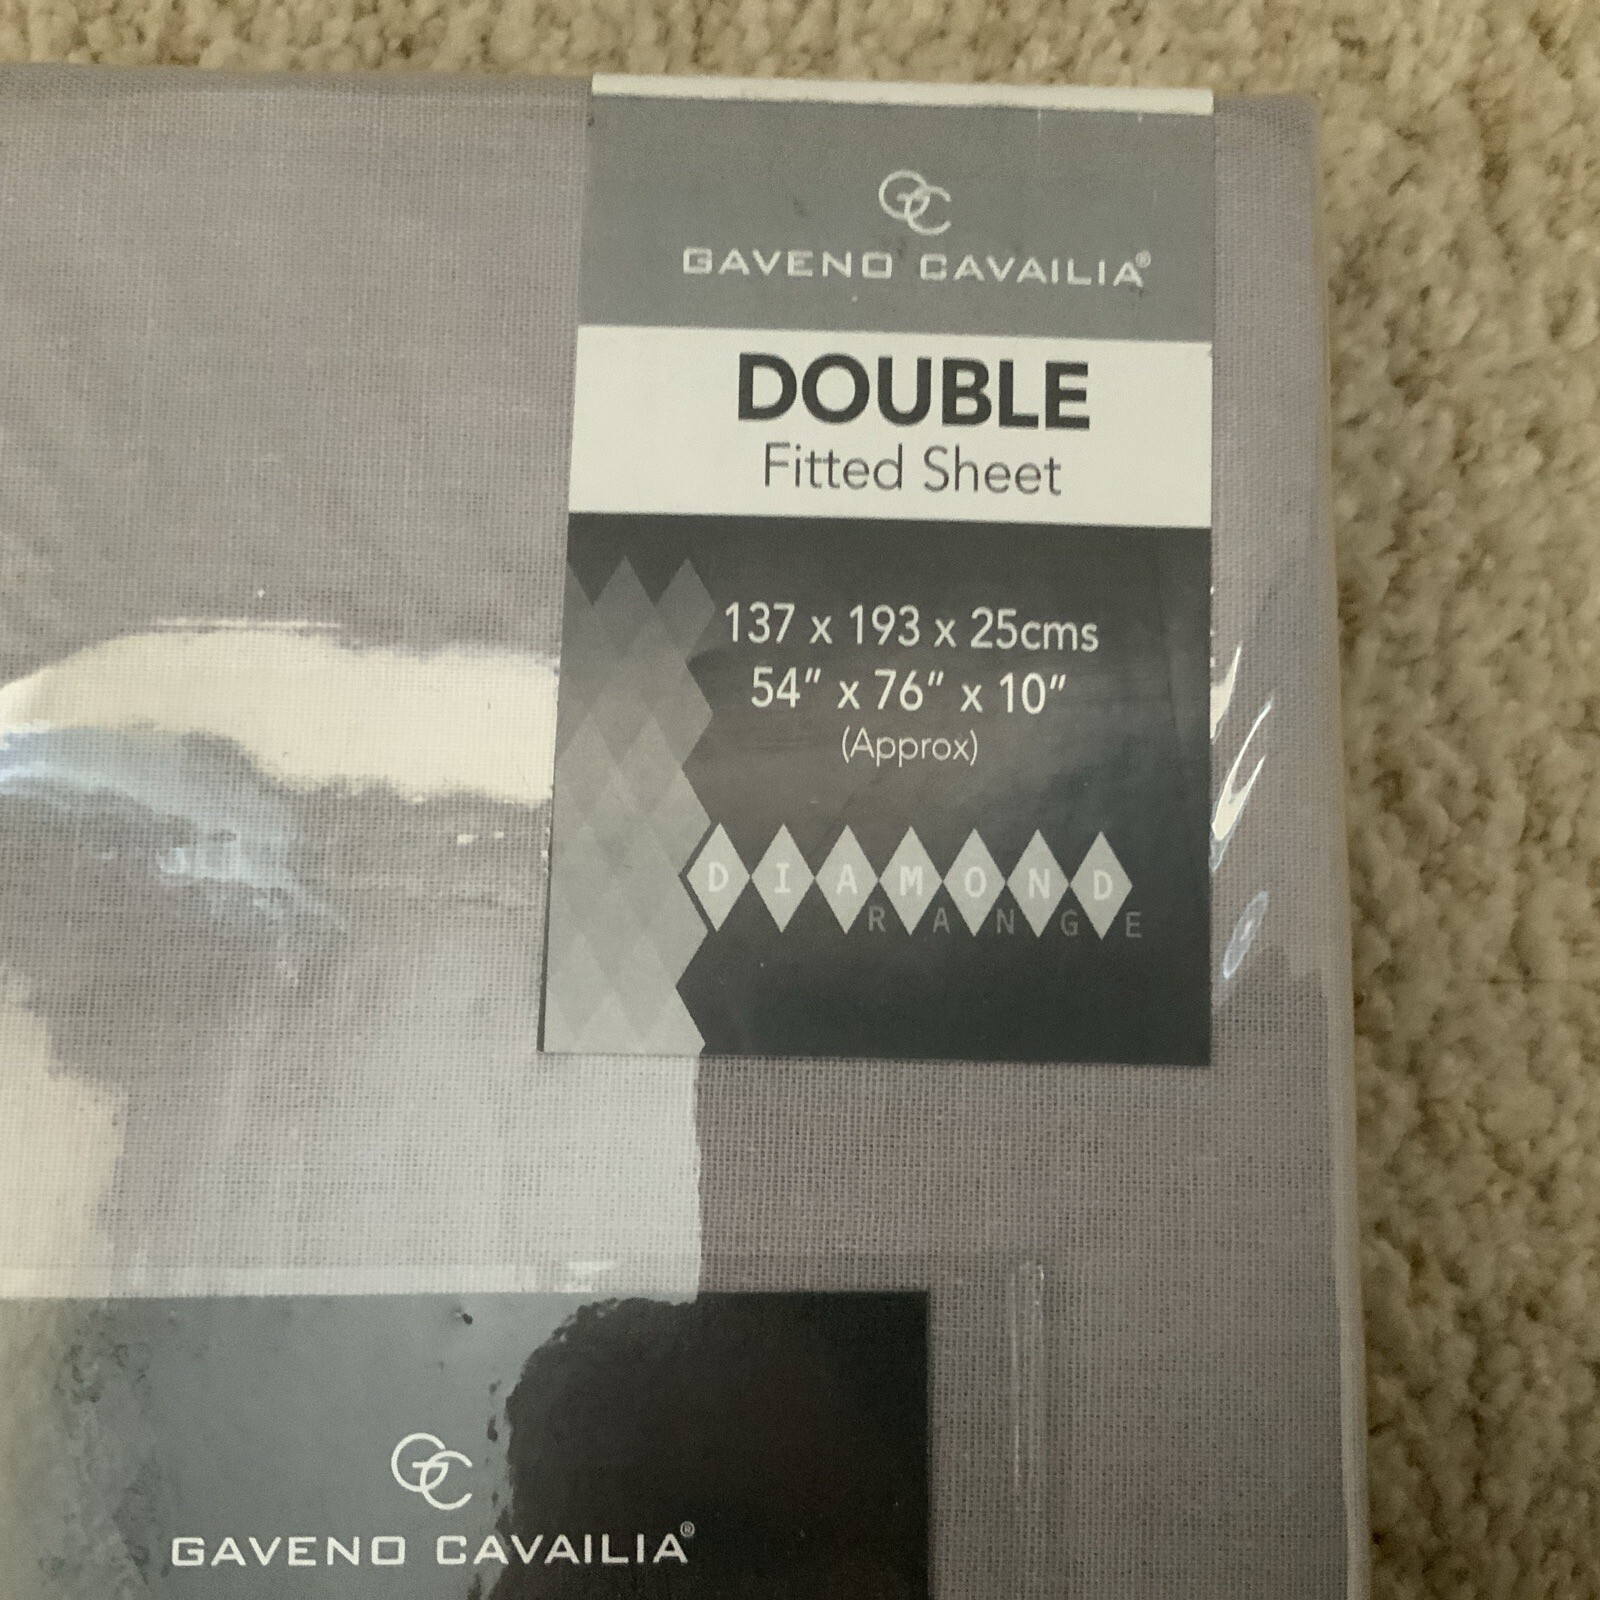 GC
GAVENO CAVAILIA®
DOUBLE
Fitted Sheet
137 x 193 x 25cms
54" x 76" x 10"
(Approx)
DIAMOND
RANGE
GC
GAVENO CAVAILIA®